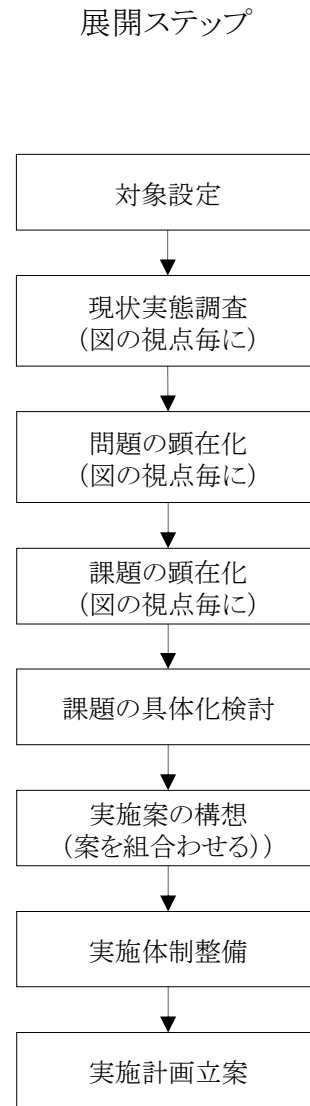 展開ステップ
対象設定
現状実態調査
（図の視点毎に）
問題の顕在化
（図の視点毎に）
課題の顕在化
（図の視点毎に）
課題の具体化検討
実施案の構想
（案を組合わせる））
実施体制整備
実施計画立案